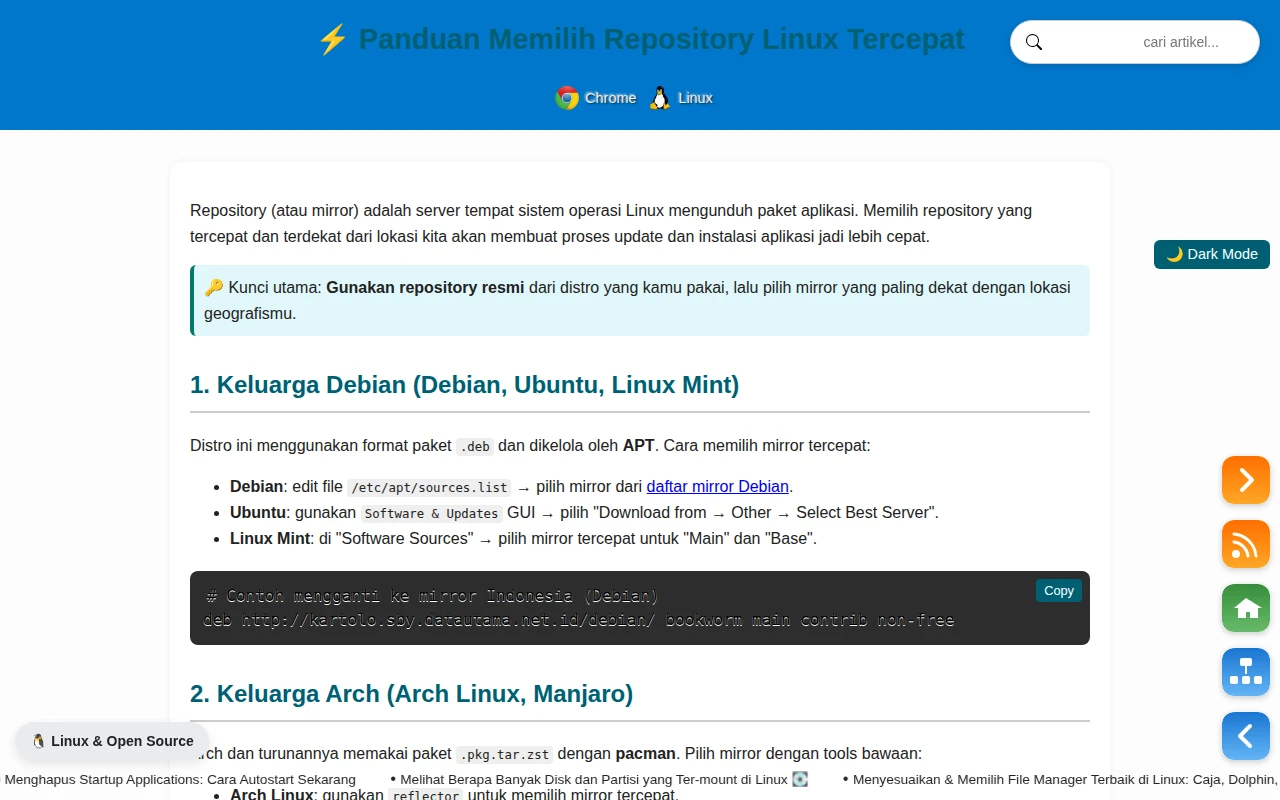 ⚡ Panduan Memilih Repository Linux Tercepat
cari artikel...
Chrome
Linux
Repository (atau mirror) adalah server tempat sistem operasi Linux mengunduh paket aplikasi. Memilih repository yang
tercepat dan terdekat dari lokasi kita akan membuat proses update dan instalasi aplikasi jadi lebih cepat.
🌙 Dark Mode
🔑 Kunci utama: Gunakan repository resmi dari distro yang kamu pakai, lalu pilih mirror yang paling dekat dengan lokasi
geografismu.
1. Keluarga Debian (Debian, Ubuntu, Linux Mint)
Distro ini menggunakan format paket .deb dan dikelola oleh APT. Cara memilih mirror tercepat:
• Debian: edit file /etc/apt/sources.list → pilih mirror dari daftar mirror Debian.
• Ubuntu: gunakan Software & Updates GUI → pilih "Download from → Other → Select Best Server".
• Linux Mint: di "Software Sources" → pilih mirror tercepat untuk "Main" dan "Base".
Copy
# Contoh mengganti ke mirror Indonesia (Debian)
deb http://kartolo.sby.datautama.net.id/debian/ bookworm main contrib non-free
2. Keluarga Arch (Arch Linux, Manjaro)
🐧 Linux & Open Source
rch dan turunannya memakai paket .pkg.tar.zst dengan pacman. Pilih mirror dengan tools bawaan:
Menghapus Startup Applications: Cara Autostart Sekarang • Melihat Berapa Banyak Disk dan Partisi yang Ter-mount di Linux 💽 • Menyesuaikan & Memilih File Manager Terbaik di Linux: Caja, Dolphin,
• Arch Linux: gunakan reflector untuk memilih mirror tercepat.